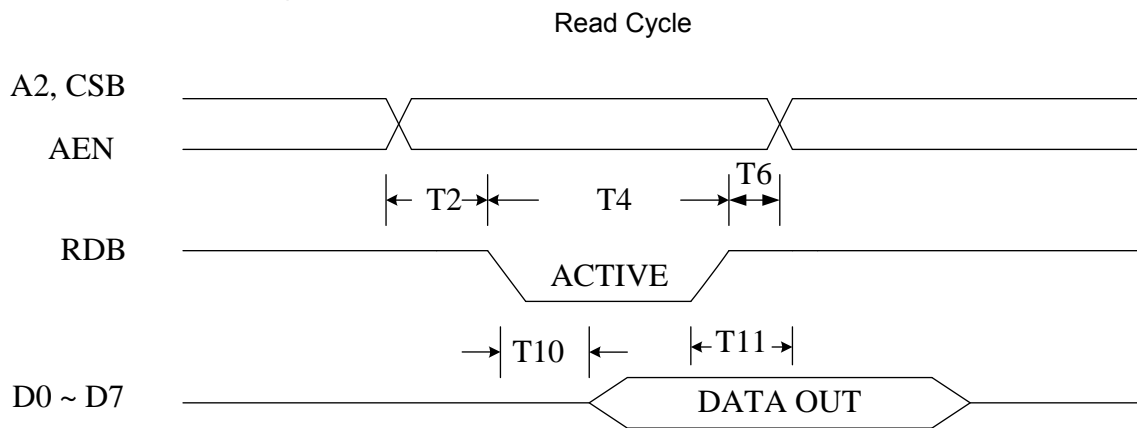 Read Cycle
A2, CSB
AEN
T2
T4
T6
RDB
ACTIVE
T10
T11
D0 ~ D7
DATA OUT